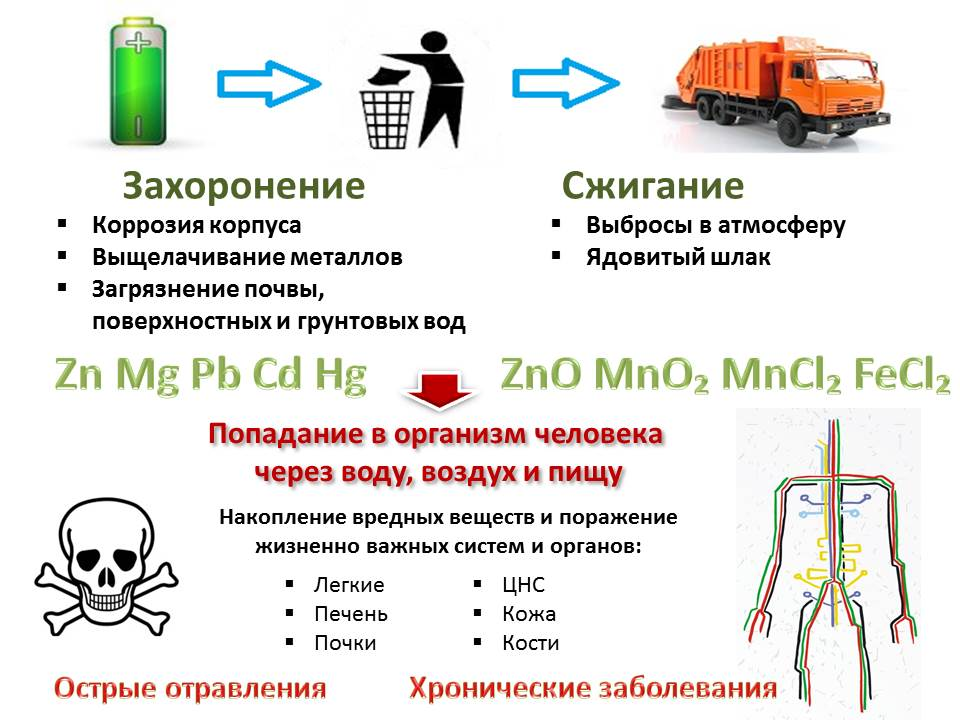 Захоронение
▪ Коррозия корпуса
▪ Выщелачивание металлов
▪ Загрязнение почвы,
поверхностных и грунтовых вод
Сжигание
▪ Выбросы в атмосферу
▪ Ядовитый шлак
Zn Mg Pb Cd Hg
ZnO MnO₂ MnCl₂ FeCl₂
Попадание в организм человека
через воду, воздух и пищу
Накопление вредных веществ и поражение
жизненно важных систем и органов:
▪ Легкие
▪ Печень
▪ Почки
▪ ЦНС
▪ Кожа
▪ Кости
Острые отравления
Хронические заболевания